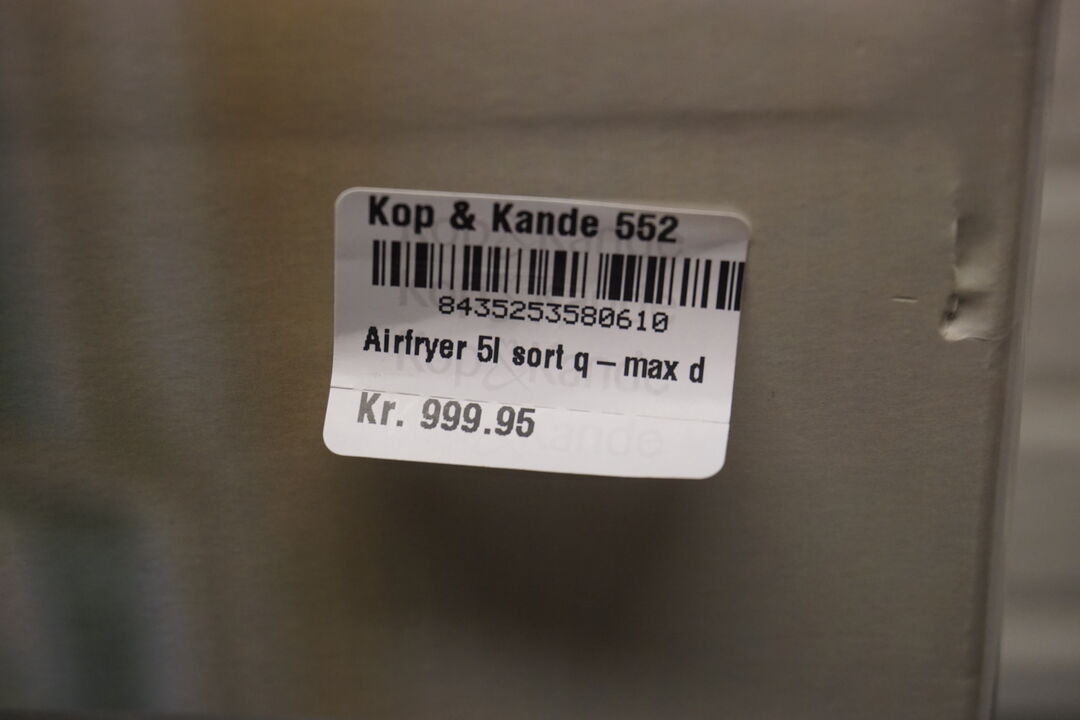 Kop & Kande 552
8435253580610
Airfryer 5l sort q – max d
Kr. 999.95